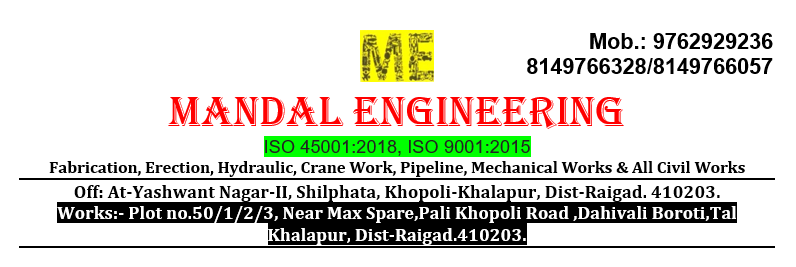 Mob.: 9762929236
8149766328/8149766057
ME
MANDAL ENGINEERING
ISO 45001:2018, ISO 9001:2015
Fabrication, Erection, Hydraulic, Crane Work, Pipeline, Mechanical Works & All Civil Works
Off: At-Yashwant Nagar-II, Shilphata, Khopoli-Khalapur, Dist-Raigad. 410203.
Works:- Plot no.50/1/2/3, Near Max Spare,Pali Khopoli Road ,Dahivali Boroti,Tal
Khalapur, Dist-Raigad.410203.